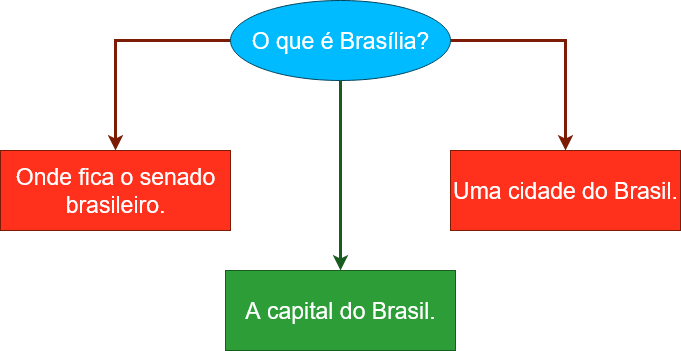 O que é Brasília?
Onde fica o senado
brasileiro.
Uma cidade do Brasil.
A capital do Brasil.